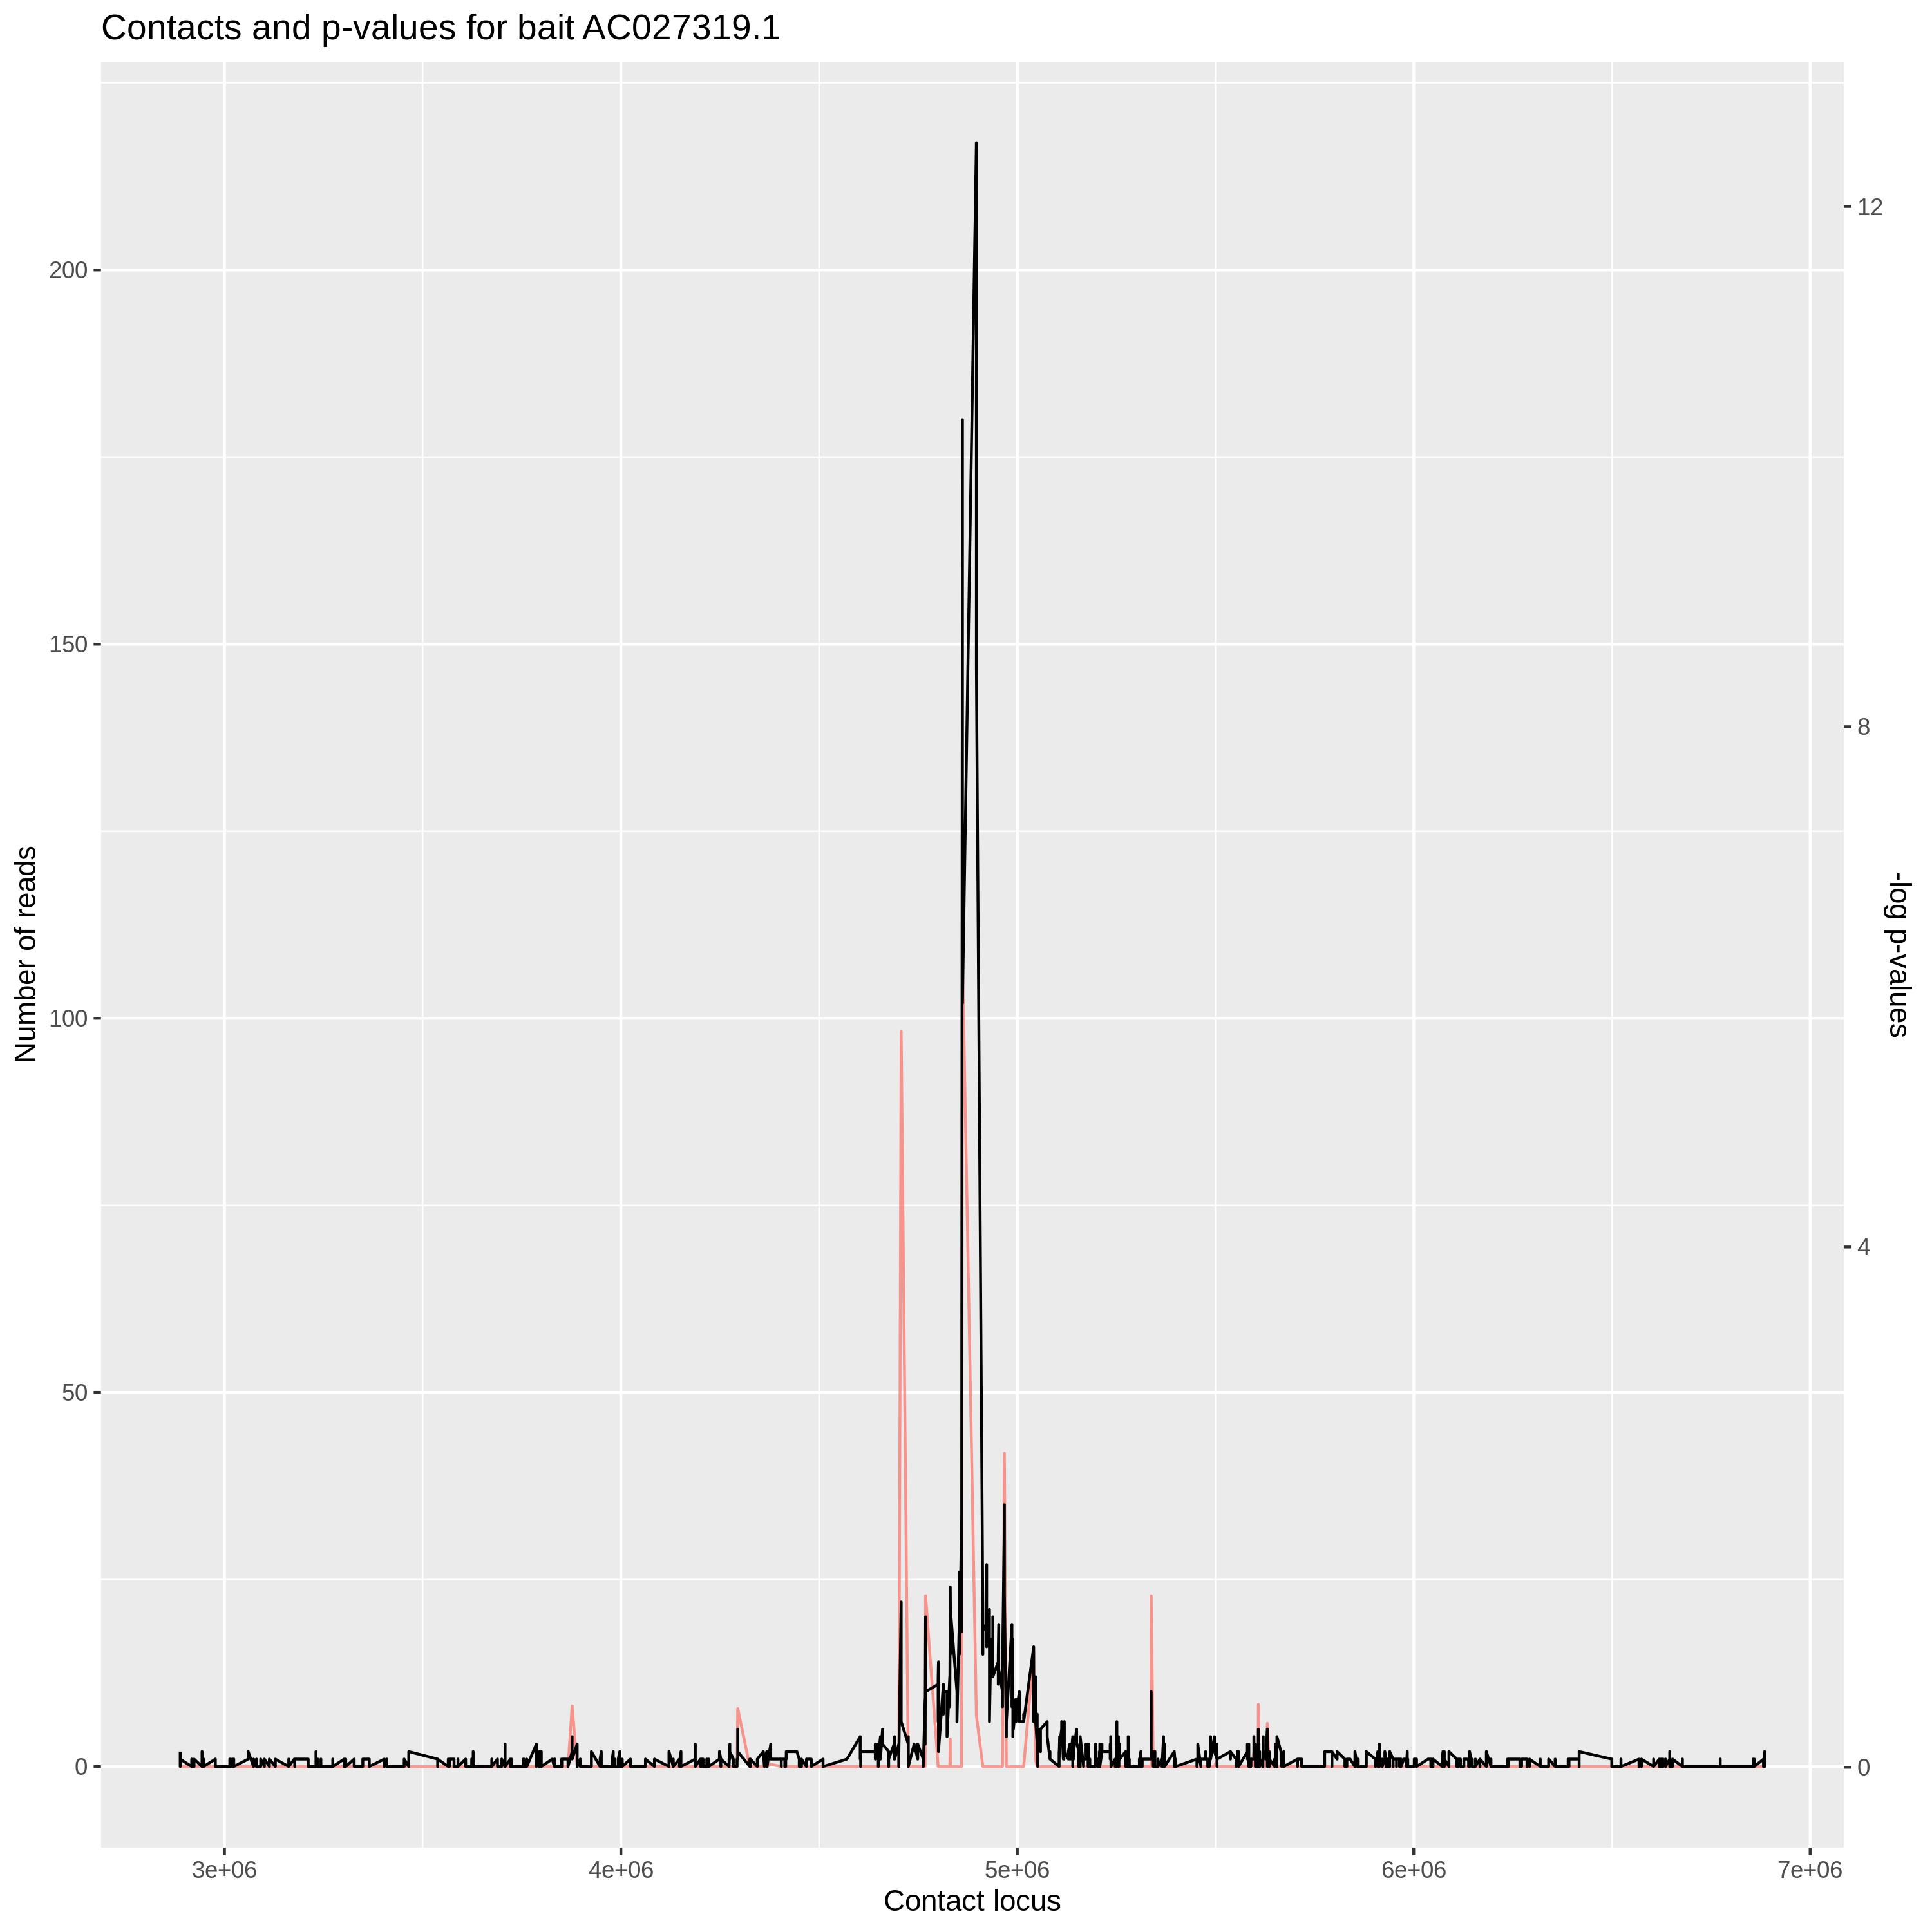 Contacts and p-values for bait AC027319.1
200
150
100
50
0
12
8
4
0
Number of reads
-log p-values
3e+06
4e+06
5e+06
6e+06
7e+06
Contact locus